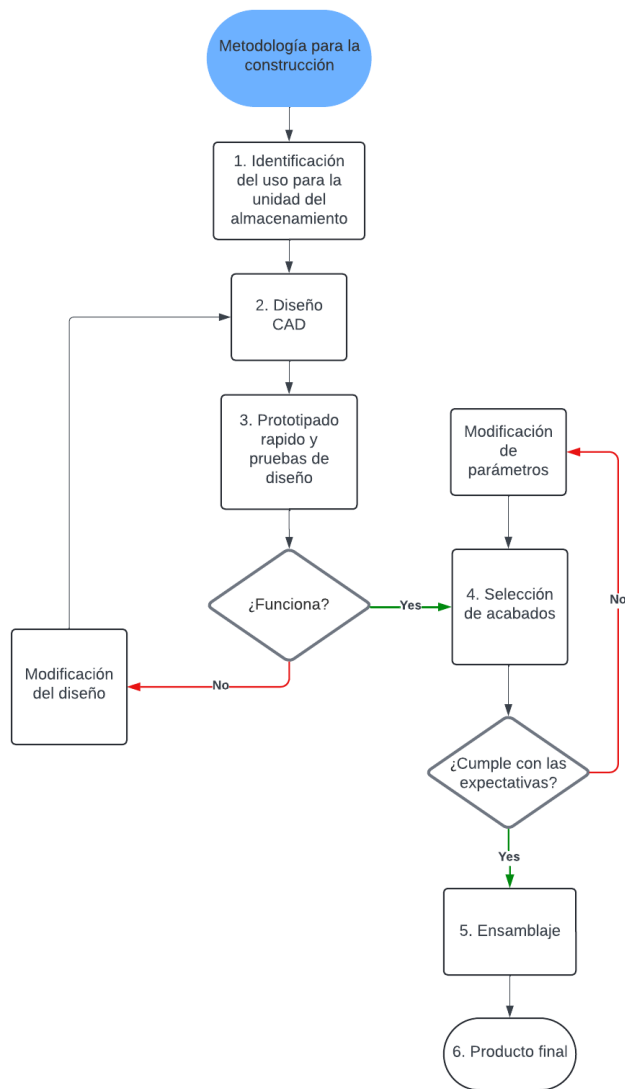 Metodología para la
construcción
1. Identificación
del uso para la
unidad del
almacenamiento
2. Diseño
CAD
3. Prototipado
rapido y
pruebas de
diseño
¿Funciona?
Yes
No
Modificación
del diseño
Modificación
de
parámetros
4. Selección
de acabados
No
¿Cumple con las
expectativas?
Yes
5. Ensamblaje
6. Producto final